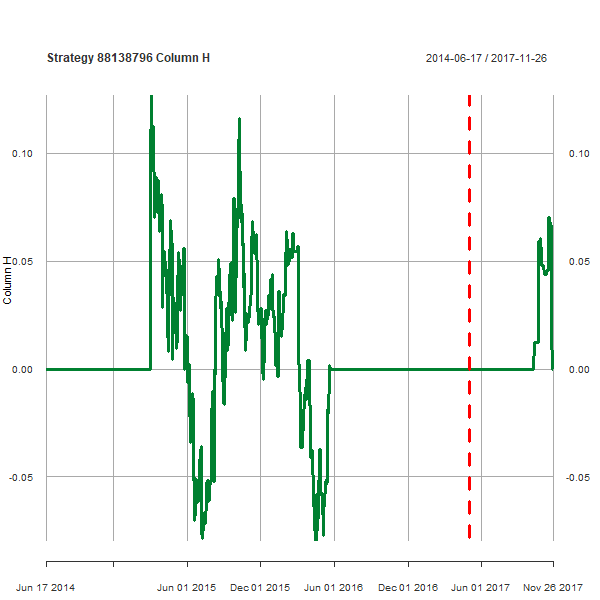 Strategy 88138796 Column H
2014-06-17 / 2017-11-26
0.10 0.10
0.05 0.05
Column H
0.00 0.00
-0.05 -0.05
Jun 17 2014 Jun 01 2015 Dec 01 2015 Jun 01 2016 Dec 01 2016 Jun 01 2017 Nov 26 2017